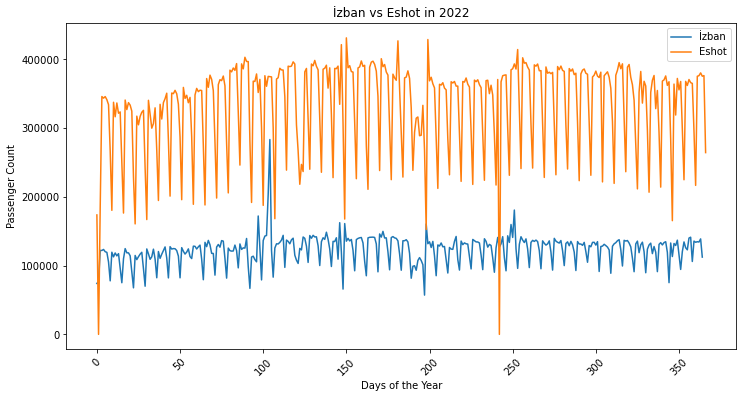 İzban vs Eshot in 2022
İzban
Eshot
Passenger Count
400000
300000
200000
100000
0
0
50
100
150
200
250
300
350
Days of the Year